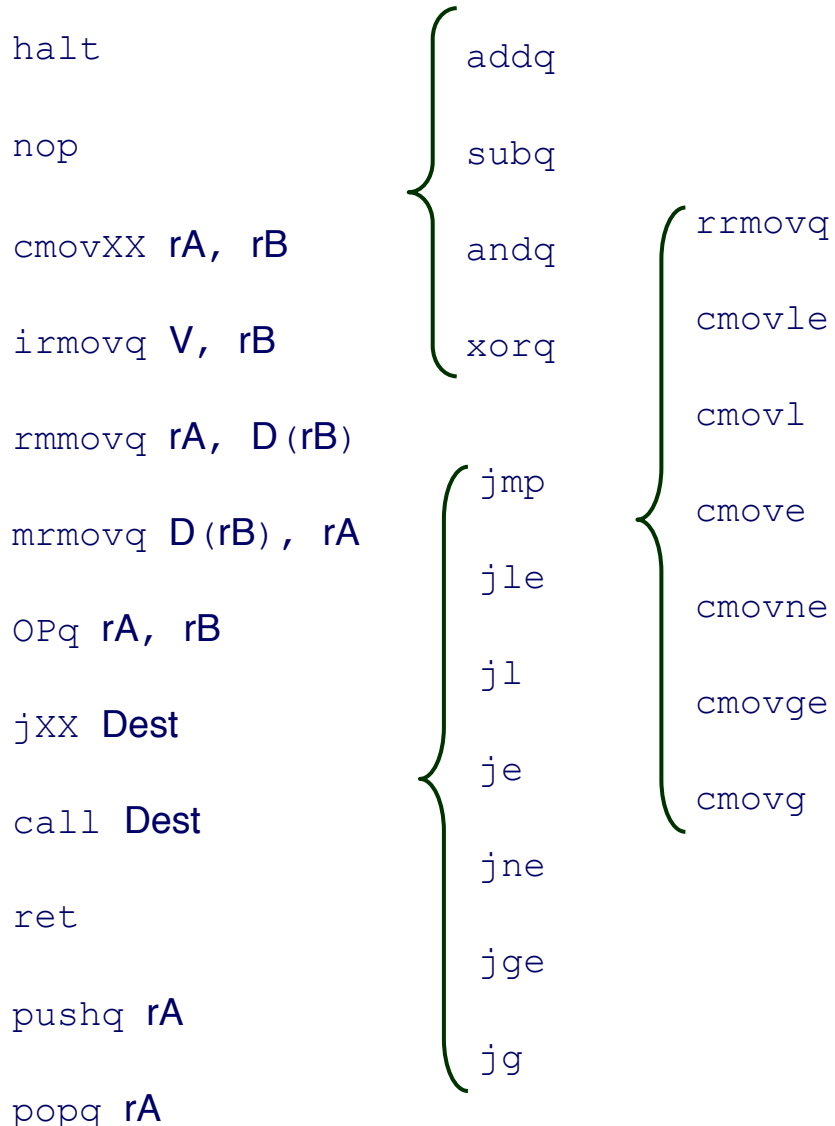 halt
nop
cmovXX rA, rB
irmovq V, rB
rmmovq rA, D(rB)
mrmovq D(rB), rA
OPq rA, rB
jXX Dest
call Dest
ret
pushq rA
popq rA
addq
subq
andq
xorq
jmp
jle
jl
je
jne
jge
jg
rrmovq
cmovle
cmovl
cmove
cmovne
cmovge
cmovg